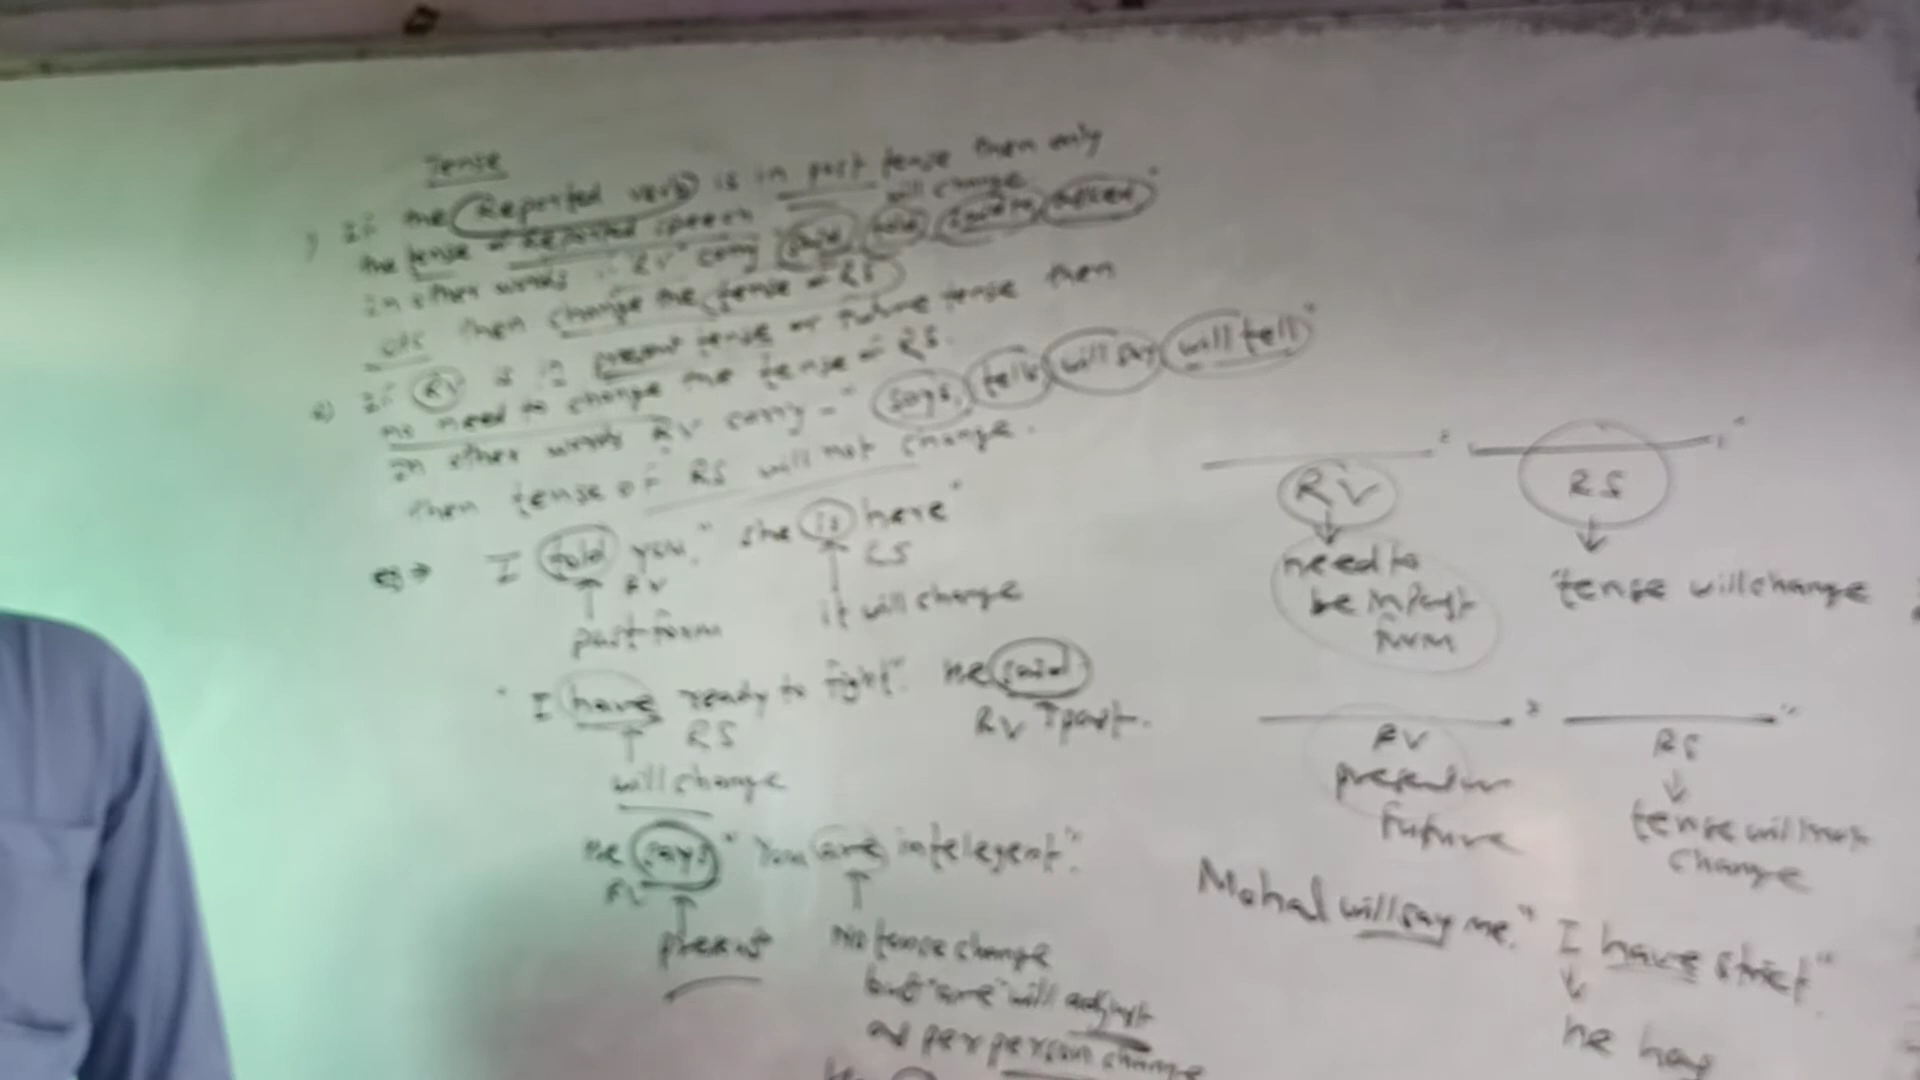 Tense
1) If the Reported verb is in past tense then only
the tense of Reported speech will change
in other words "RV" carry "said, told, asked"
etc then change the tense of RS
2) If RV is in present tense or future tense then
no need to change the tense of RS.
In other words RV carry - "says, tells, will say, will tell"
then tense of RS will not change.
eg → I told you, "she is here"
RV
past form it will change
"I have ready to fight". He said
RS RV past.
will change
He says "You are intelegent".
RV
present No tense change
but "are" will adjust
as per person change
RV RS
need to tense will change
be in past
form
RV RS
present or
future tense will not
change
Mohal will say me, "I have strict"
he has